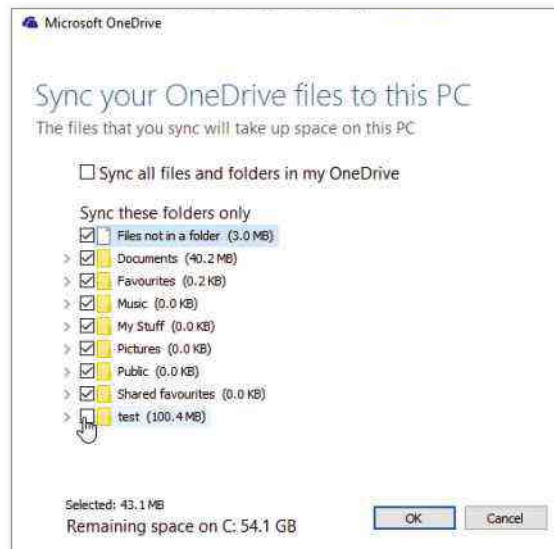 Microsoft OneDrive
Sync your OneDrive files to this PC
The files that you sync will take up space on this PC
Sync all files and folders in my OneDrive
Sync these folders only
Files not in a folder (3.0 MB)
Documents (40.2 MB)
Favourites (0.2 KB)
Music (0.0 KB)
My Stuff (0.0 KB)
Pictures (0.0 KB)
Public (0.0 KB)
Shared favourites (0.0 KB)
test (100.4 MB)
Selected: 43.1 MB
Remaining space on C: 54.1 GB
OK Cancel